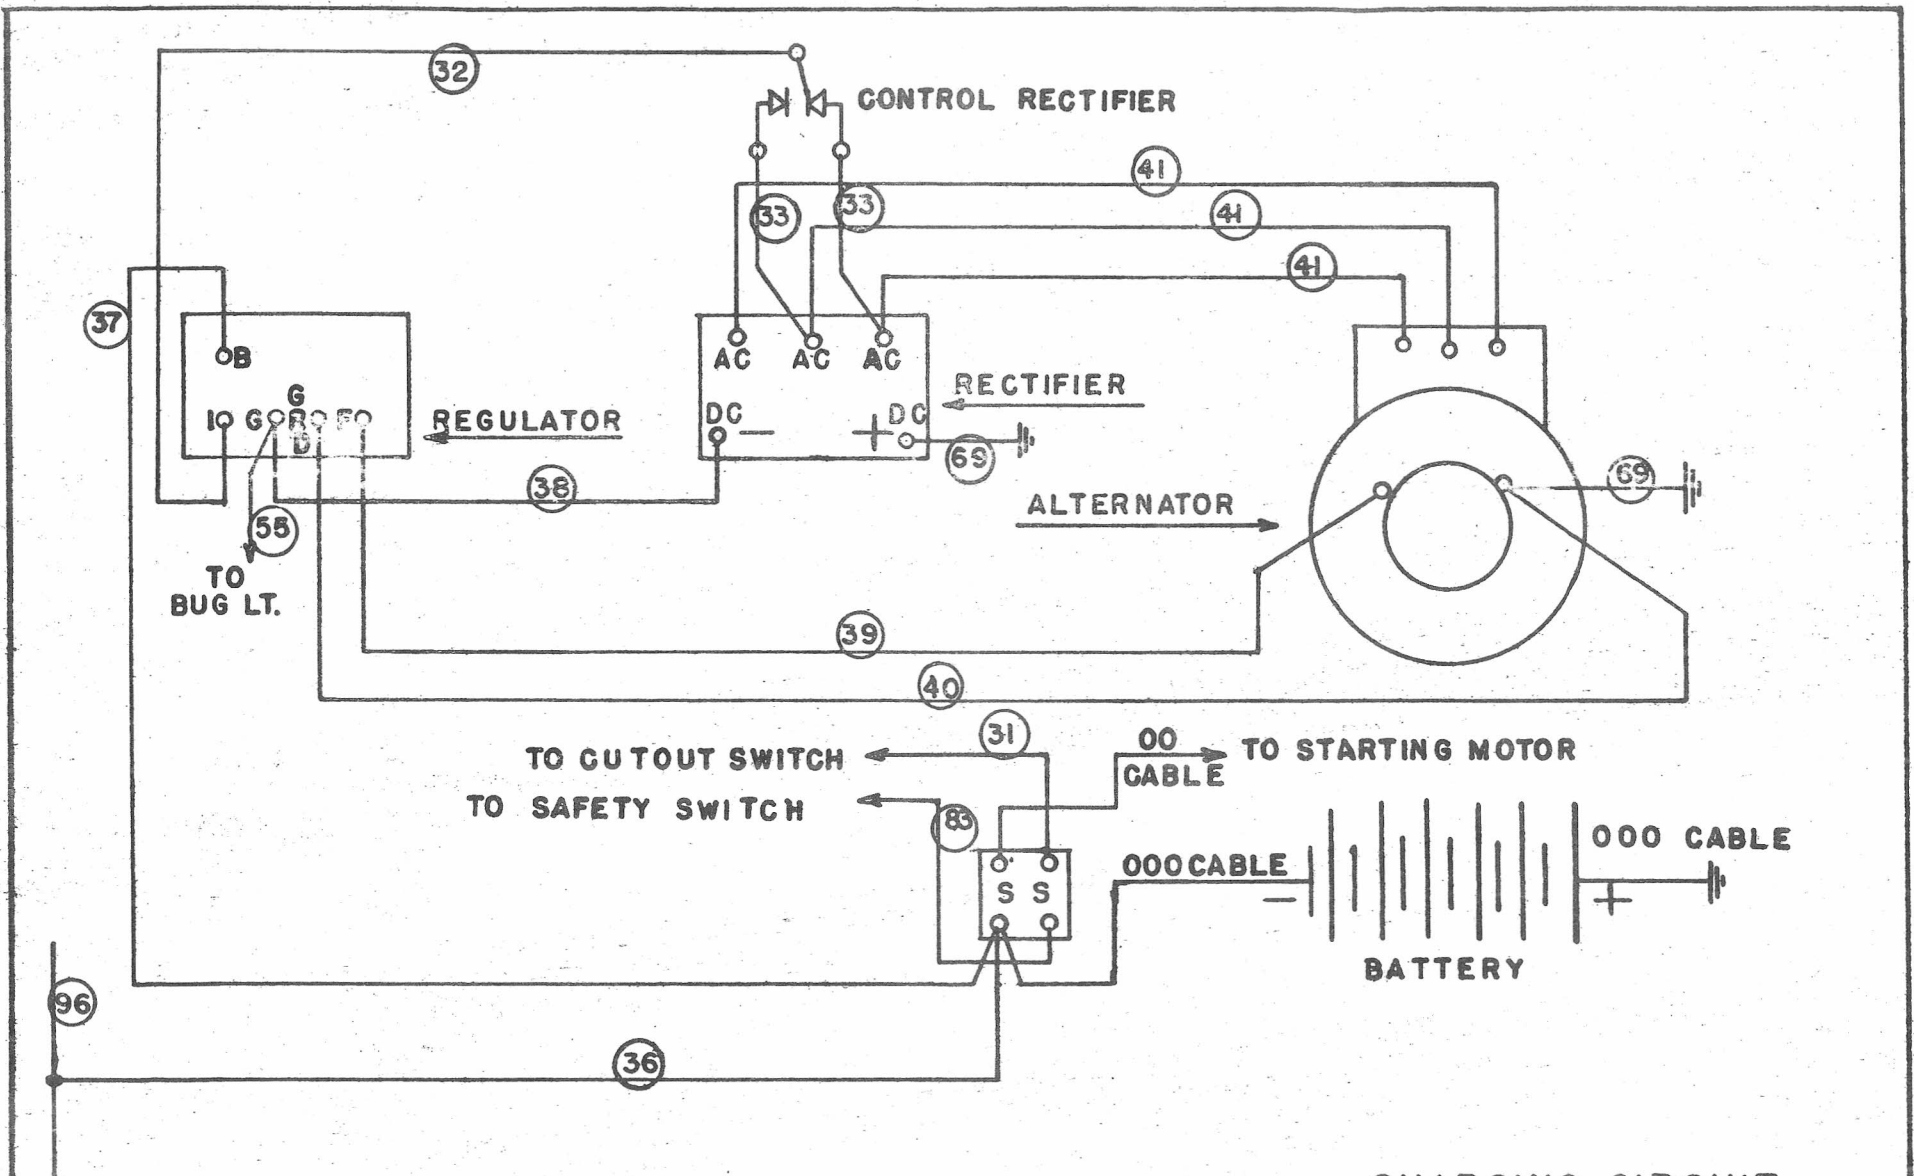 32
CONTROL RECTIFIER
41
33
33
41
41
37
B
AC
AC
AC
RECTIFIER
I
G
G
R
D
F
REGULATOR
DC
DC
69
38
69
ALTERNATOR
55
TO
BUG LT.
39
40
31
TO CUTOUT SWITCH
00
CABLE
TO STARTING MOTOR
TO SAFETY SWITCH
83
000 CABLE
000 CABLE
S S
− +
BATTERY
96
36